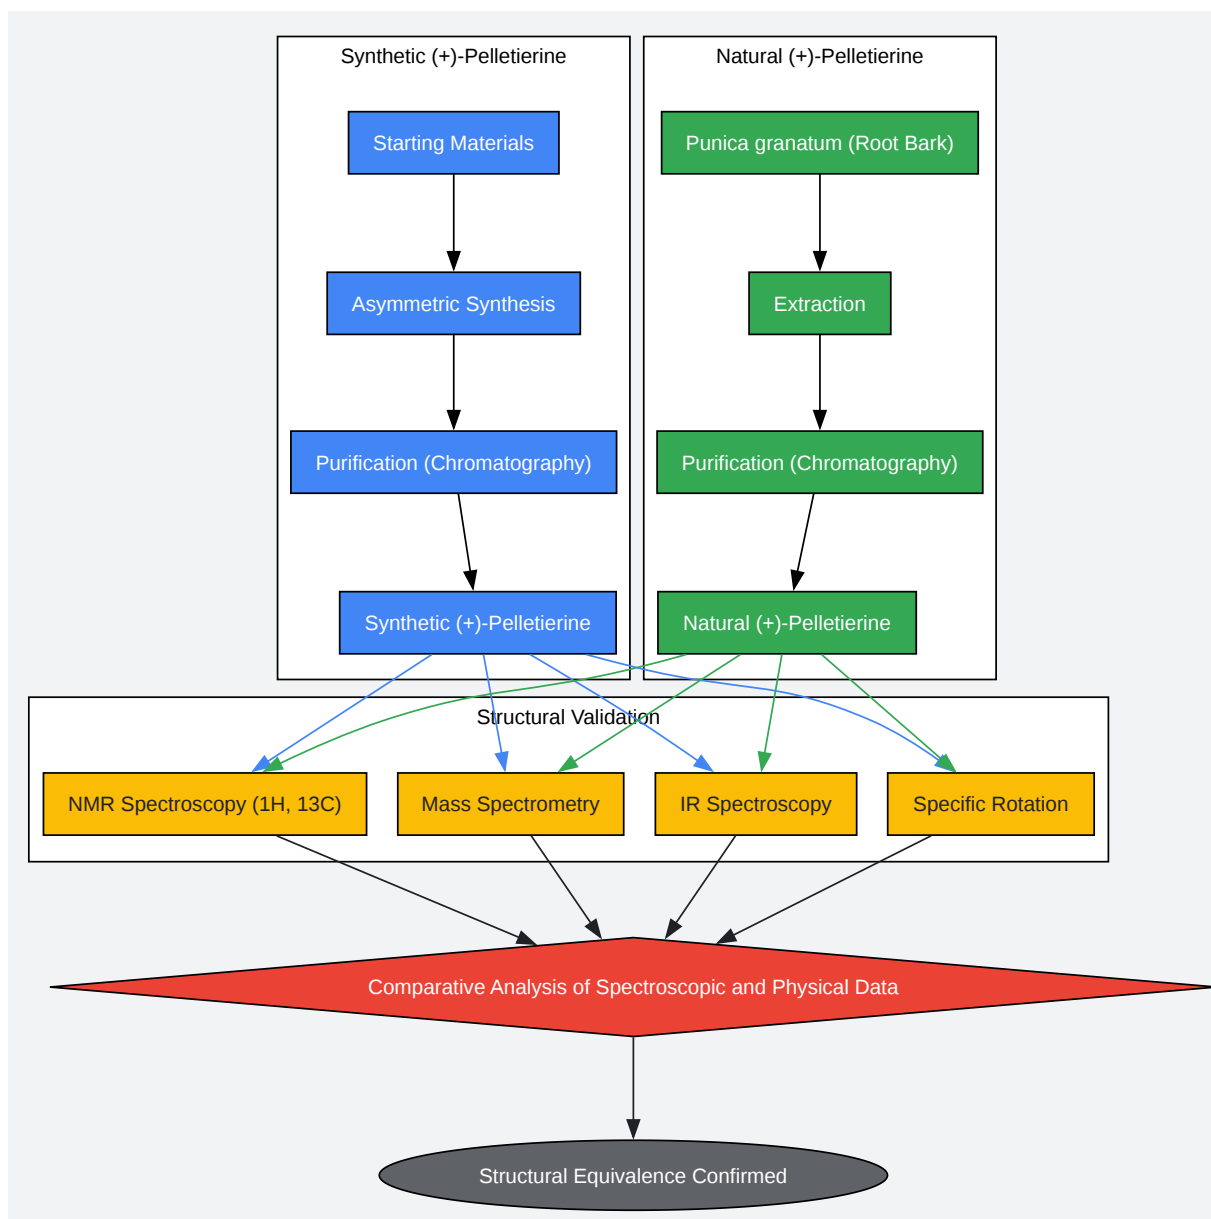 Synthetic (+)-Pelletierine
Natural (+)-Pelletierine
Starting Materials
Punica granatum (Root Bark)
Asymmetric Synthesis
Extraction
Purification (Chromatography)
Purification (Chromatography)
Synthetic (+)-Pelletierine
Natural (+)-Pelletierine
Structural Validation
NMR Spectroscopy (1H, 13C)
Mass Spectrometry
IR Spectroscopy
Specific Rotation
Comparative Analysis of Spectroscopic and Physical Data
Structural Equivalence Confirmed